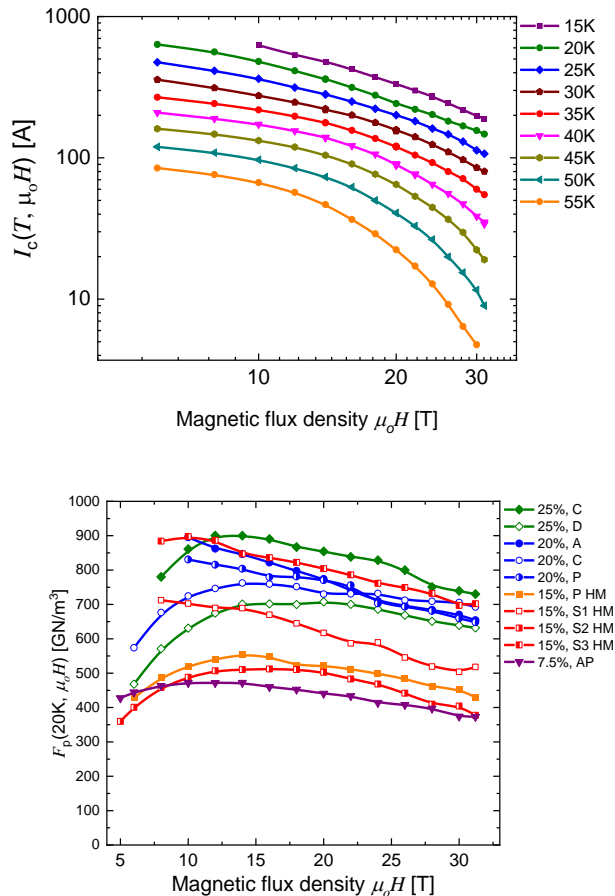 1000
100
10
I_c(T, μ_oH) [A]
10
20
30
Magnetic flux density μ_oH [T]
15K
20K
25K
30K
35K
40K
45K
50K
55K
1000
900
800
700
600
500
400
300
200
100
0
F_p(20K, μ_oH) [GN/m³]
5
10
15
20
25
30
Magnetic flux density μ_oH [T]
25%, C
25%, D
20%, A
20%, C
20%, P
15%, P HM
15%, S1 HM
15%, S2 HM
15%, S3 HM
7.5%, AP